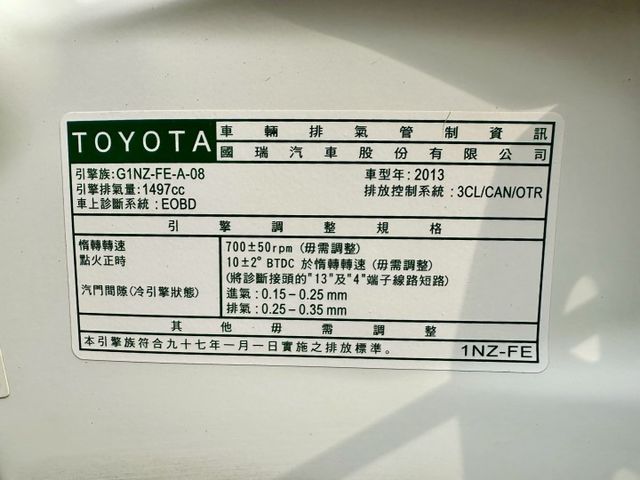 TOYOTA 車輛排氣管制資訊
國瑞汽車股份有限公司
引擎族: G1NZ-FE-A-08 車型年: 2013
引擎排氣量: 1497cc 排放控制系統: 3CL/CAN/OTR
車上診斷系統: EOBD
引擎調整規格
惰轉轉速 700±50rpm (毋需調整)
點火正時 10±2° BTDC 於惰轉轉速 (毋需調整)
(將診斷接頭的"13"及"4"端子線路短路)
汽門間隙(冷引擎狀態) 進氣: 0.15-0.25 mm
排氣: 0.25-0.35 mm
其他毋需調整
本引擎族符合九十七年一月一日實施之排放標準。 1NZ-FE